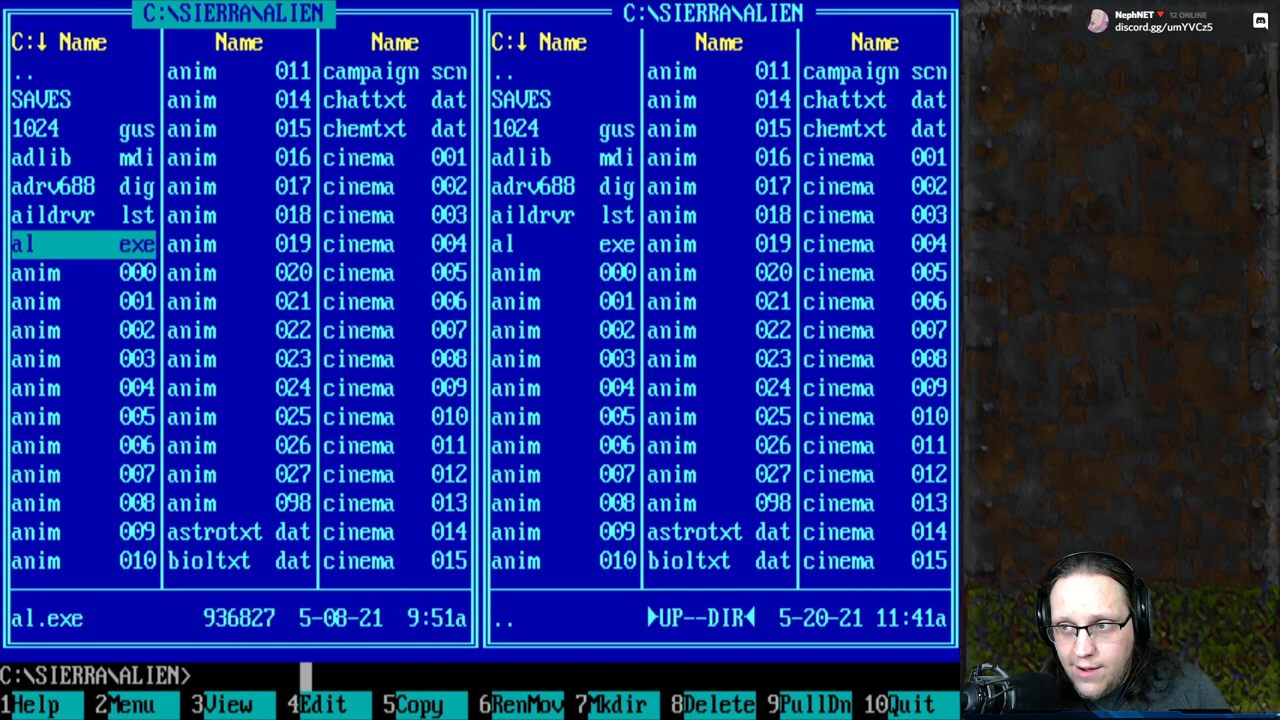 C:\SIERRA\ALIEN
C:↓ Name Name Name
.. anim 011 campaign scn
SAVES anim 014 chattxt dat
1024 gus anim 015 chemtxt dat
adlib mdi anim 016 cinema 001
adrv688 dig anim 017 cinema 002
aildrvr lst anim 018 cinema 003
al exe anim 019 cinema 004
anim 000 anim 020 cinema 005
anim 001 anim 021 cinema 006
anim 002 anim 022 cinema 007
anim 003 anim 023 cinema 008
anim 004 anim 024 cinema 009
anim 005 anim 025 cinema 010
anim 006 anim 026 cinema 011
anim 007 anim 027 cinema 012
anim 008 anim 098 cinema 013
anim 009 astrotxt dat cinema 014
anim 010 bioltxt dat cinema 015
al.exe 936827 5-08-21 9:51a
C:\SIERRA\ALIEN
C:↓ Name Name Name
.. anim 011 campaign scn
SAVES anim 014 chattxt dat
1024 gus anim 015 chemtxt dat
adlib mdi anim 016 cinema 001
adrv688 dig anim 017 cinema 002
aildrvr lst anim 018 cinema 003
al exe anim 019 cinema 004
anim 000 anim 020 cinema 005
anim 001 anim 021 cinema 006
anim 002 anim 022 cinema 007
anim 003 anim 023 cinema 008
anim 004 anim 024 cinema 009
anim 005 anim 025 cinema 010
anim 006 anim 026 cinema 011
anim 007 anim 027 cinema 012
anim 008 anim 098 cinema 013
anim 009 astrotxt dat cinema 014
anim 010 bioltxt dat cinema 015
.. ►UP--DIR◄ 5-20-21 11:41a
C:\SIERRA\ALIEN>
1Help 2Menu 3View 4Edit 5Copy 6RenMov 7Mkdir 8Delete 9PullDn 10Quit
NephNET 12 ONLINE
discord.gg/umYVCz5